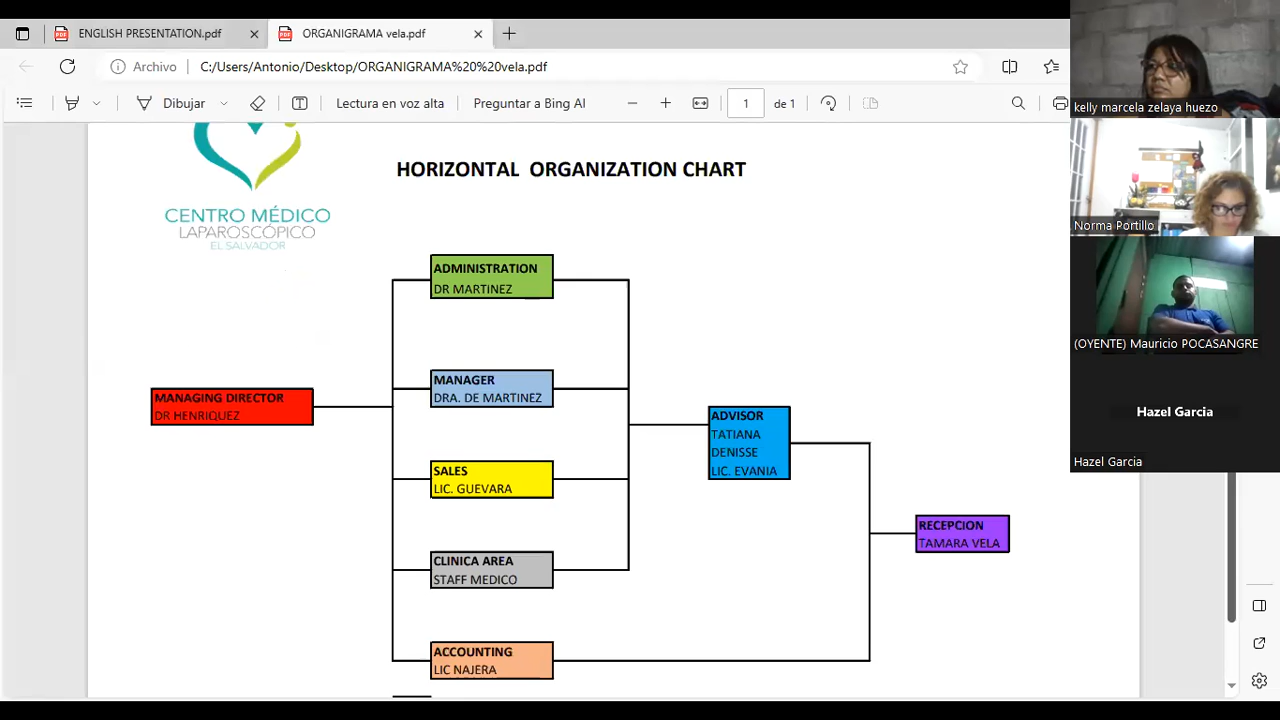 ENGLISH PRESENTATION.pdf
ORGANIGRAMA vela.pdf
Archivo
C:/Users/Antonio/Desktop/ORGANIGRAMA%20%20vela.pdf
Dibujar
Lectura en voz alta
Preguntar a Bing AI
1
de 1
HORIZONTAL ORGANIZATION CHART
CENTRO MÉDICO
LAPAROSCÓPICO
EL SALVADOR
ADMINISTRATION
DR MARTINEZ
MANAGER
DRA. DE MARTINEZ
MANAGING DIRECTOR
DR HENRIQUEZ
SALES
LIC. GUEVARA
CLINICA AREA
STAFF MEDICO
ACCOUNTING
LIC NAJERA
ADVISOR
TATIANA
DENISSE
LIC. EVANIA
RECEPCION
TAMARA VELA
kelly marcela zelaya huezo
Norma Portillo
(OYENTE) Mauricio POCASANGRE
Hazel Garcia
Hazel Garcia